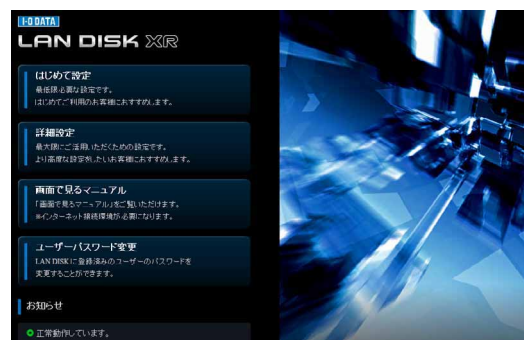 I-O DATA
LAN DISK XR
はじめて設定
最低限必要な設定です。
はじめてご利用のお客様におすすめします。
詳細設定
最大限にご活用いただくための設定です。
より高度な設定をしたいお客様におすすめします。
画面で見るマニュアル
「画面で見るマニュアル」をご覧いただけます。
※インターネット接続環境が必要になります。
ユーザーパスワード変更
LAN DISKに登録済みのユーザーのパスワードを
変更することができます。
お知らせ
正常動作しています。